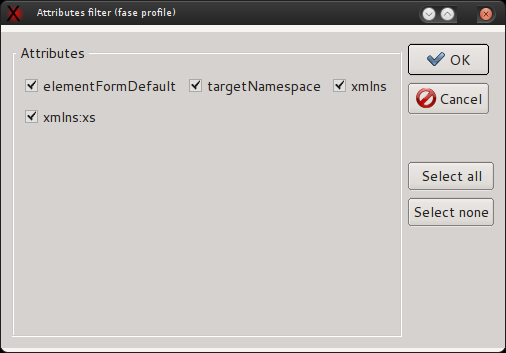 Attributes filter (fase profile)
Attributes
elementFormDefault targetNamespace xmlns
xmlns:xs
OK
Cancel
Select all
Select none